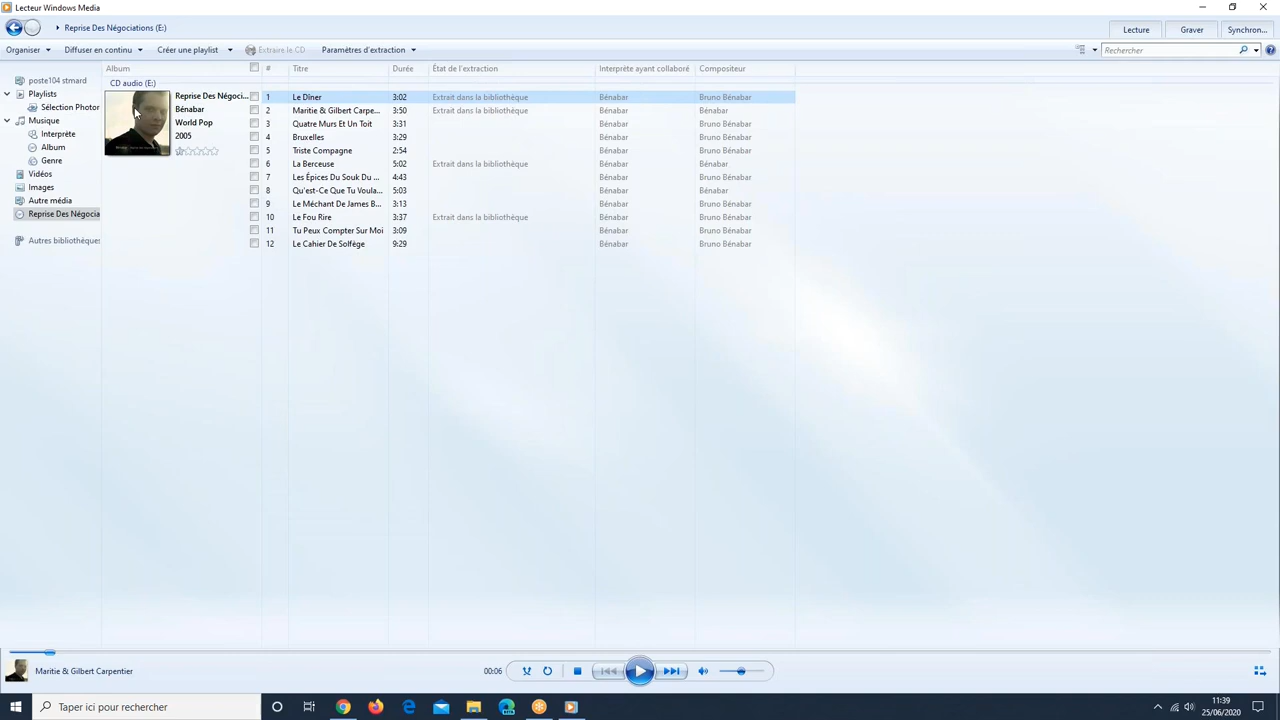 Lecteur Windows Media
Reprise Des Négociations (E:)
Lecture
Graver
Synchron...
Organiser
Diffuser en continu
Créer une playlist
Extraire le CD
Paramètres d'extraction
Rechercher
Album
#
Titre
Durée
État de l'extraction
Interprète ayant collaboré
Compositeur
poste104 stmard
Playlists
Sélection Photor
Musique
Interprète
Album
Genre
Vidéos
Images
Autre média
Reprise Des Négocia
Autres bibliothèques
CD audio (E:)
Reprise Des Négoci...
Bénabar
World Pop
2005
1 Le Dîner 3:02 Extrait dans la bibliothèque Bénabar Bruno Bénabar
2 Maritie & Gilbert Carpe... 3:50 Extrait dans la bibliothèque Bénabar Bénabar
3 Quatre Murs Et Un Toit 3:31 Bénabar Bruno Bénabar
4 Bruxelles 3:29 Bénabar Bruno Bénabar
5 Triste Compagne 2:54 Bénabar Bruno Bénabar
6 La Berceuse 5:02 Extrait dans la bibliothèque Bénabar Bénabar
7 Les Épices Du Souk Du ... 4:43 Bénabar Bruno Bénabar
8 Qu'est-Ce Que Tu Voula... 5:03 Bénabar Bénabar
9 Le Méchant De James B... 3:13 Bénabar Bruno Bénabar
10 Le Fou Rire 3:37 Extrait dans la bibliothèque Bénabar Bruno Bénabar
11 Tu Peux Compter Sur Moi 3:09 Bénabar Bruno Bénabar
12 Le Cahier De Solfège 9:29 Bénabar Bruno Bénabar
Maritie & Gilbert Carpentier
00:06
Taper ici pour rechercher
11:39
25/06/2020